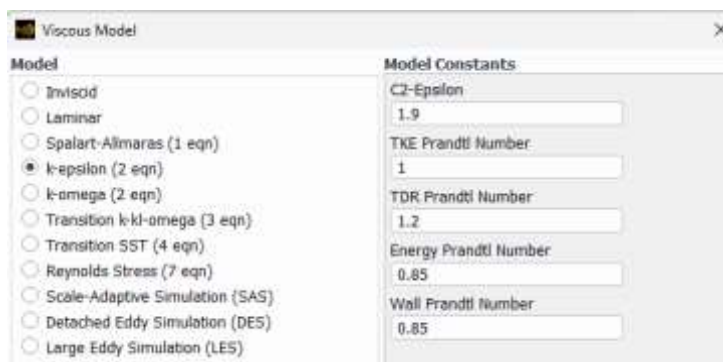 Viscous Model
Model
Inviscid
Laminar
Spalart-Allmaras (1 eqn)
k-epsilon (2 eqn)
k-omega (2 eqn)
Transition k-kl-omega (3 eqn)
Transition SST (4 eqn)
Reynolds Stress (7 eqn)
Scale-Adaptive Simulation (SAS)
Detached Eddy Simulation (DES)
Large Eddy Simulation (LES)
Model Constants
C2-Epsilon
1.9
TKE Prandtl Number
1
TDR Prandtl Number
1.2
Energy Prandtl Number
0.85
Wall Prandtl Number
0.85